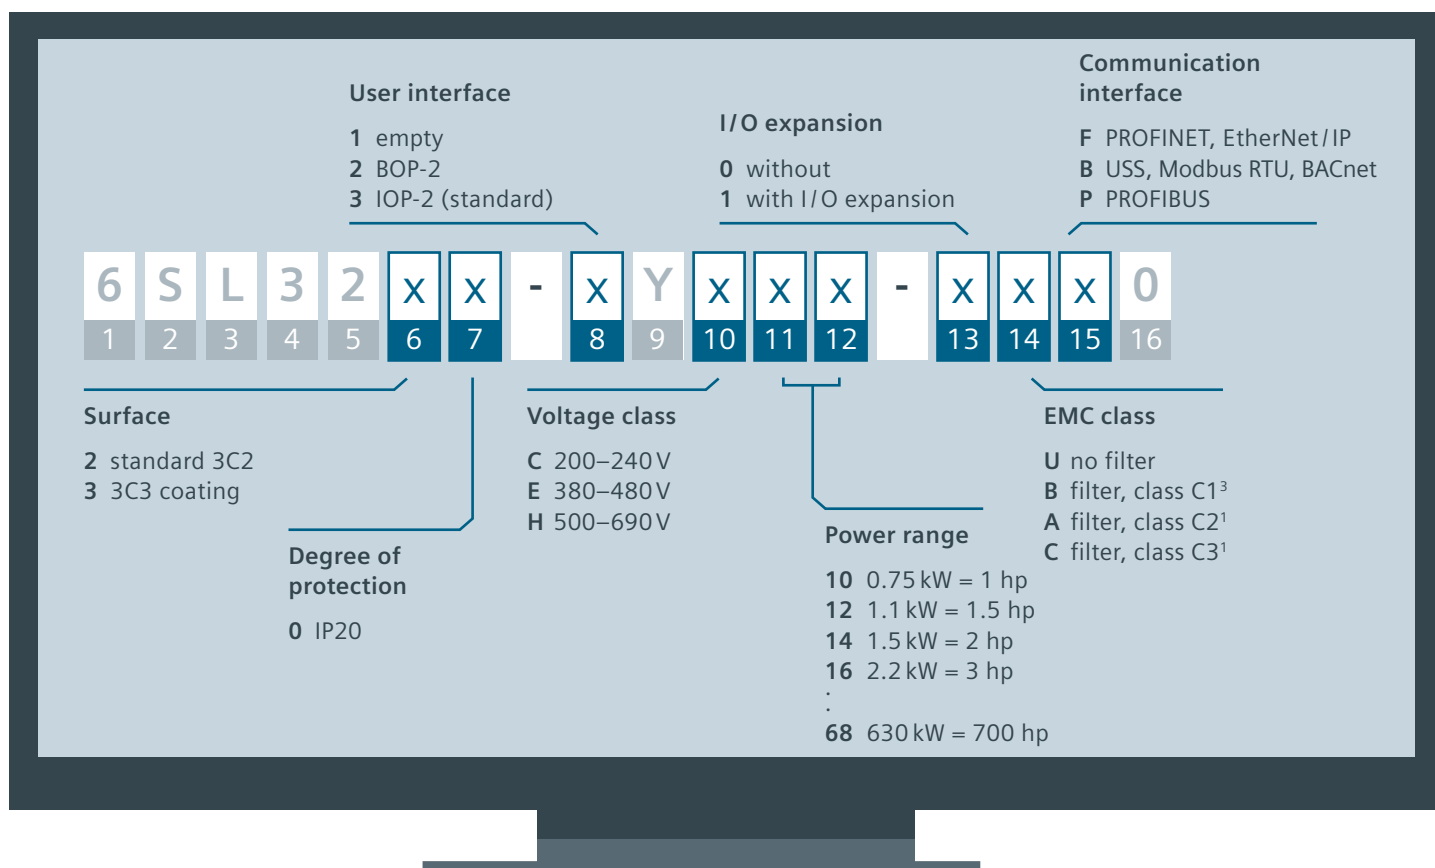 Communication
interface
F PROFINET, EtherNet/IP
B USS, Modbus RTU, BACnet
P PROFIBUS
User interface
1 empty
2 BOP-2
3 IOP-2 (standard)
I/O expansion
0 without
1 with I/O expansion
6 S L 3 2 x x - x Y x x x - x x x 0
1 2 3 4 5 6 7 8 9 10 11 12 13 14 15 16
Surface
2 standard 3C2
3 3C3 coating
Degree of
protection
0 IP20
Voltage class
C 200–240 V
E 380–480 V
H 500–690 V
Power range
10 0.75 kW = 1 hp
12 1.1 kW = 1.5 hp
14 1.5 kW = 2 hp
16 2.2 kW = 3 hp
:
68 630 kW = 700 hp
EMC class
U no filter
B filter, class C1³
A filter, class C2¹
C filter, class C3¹